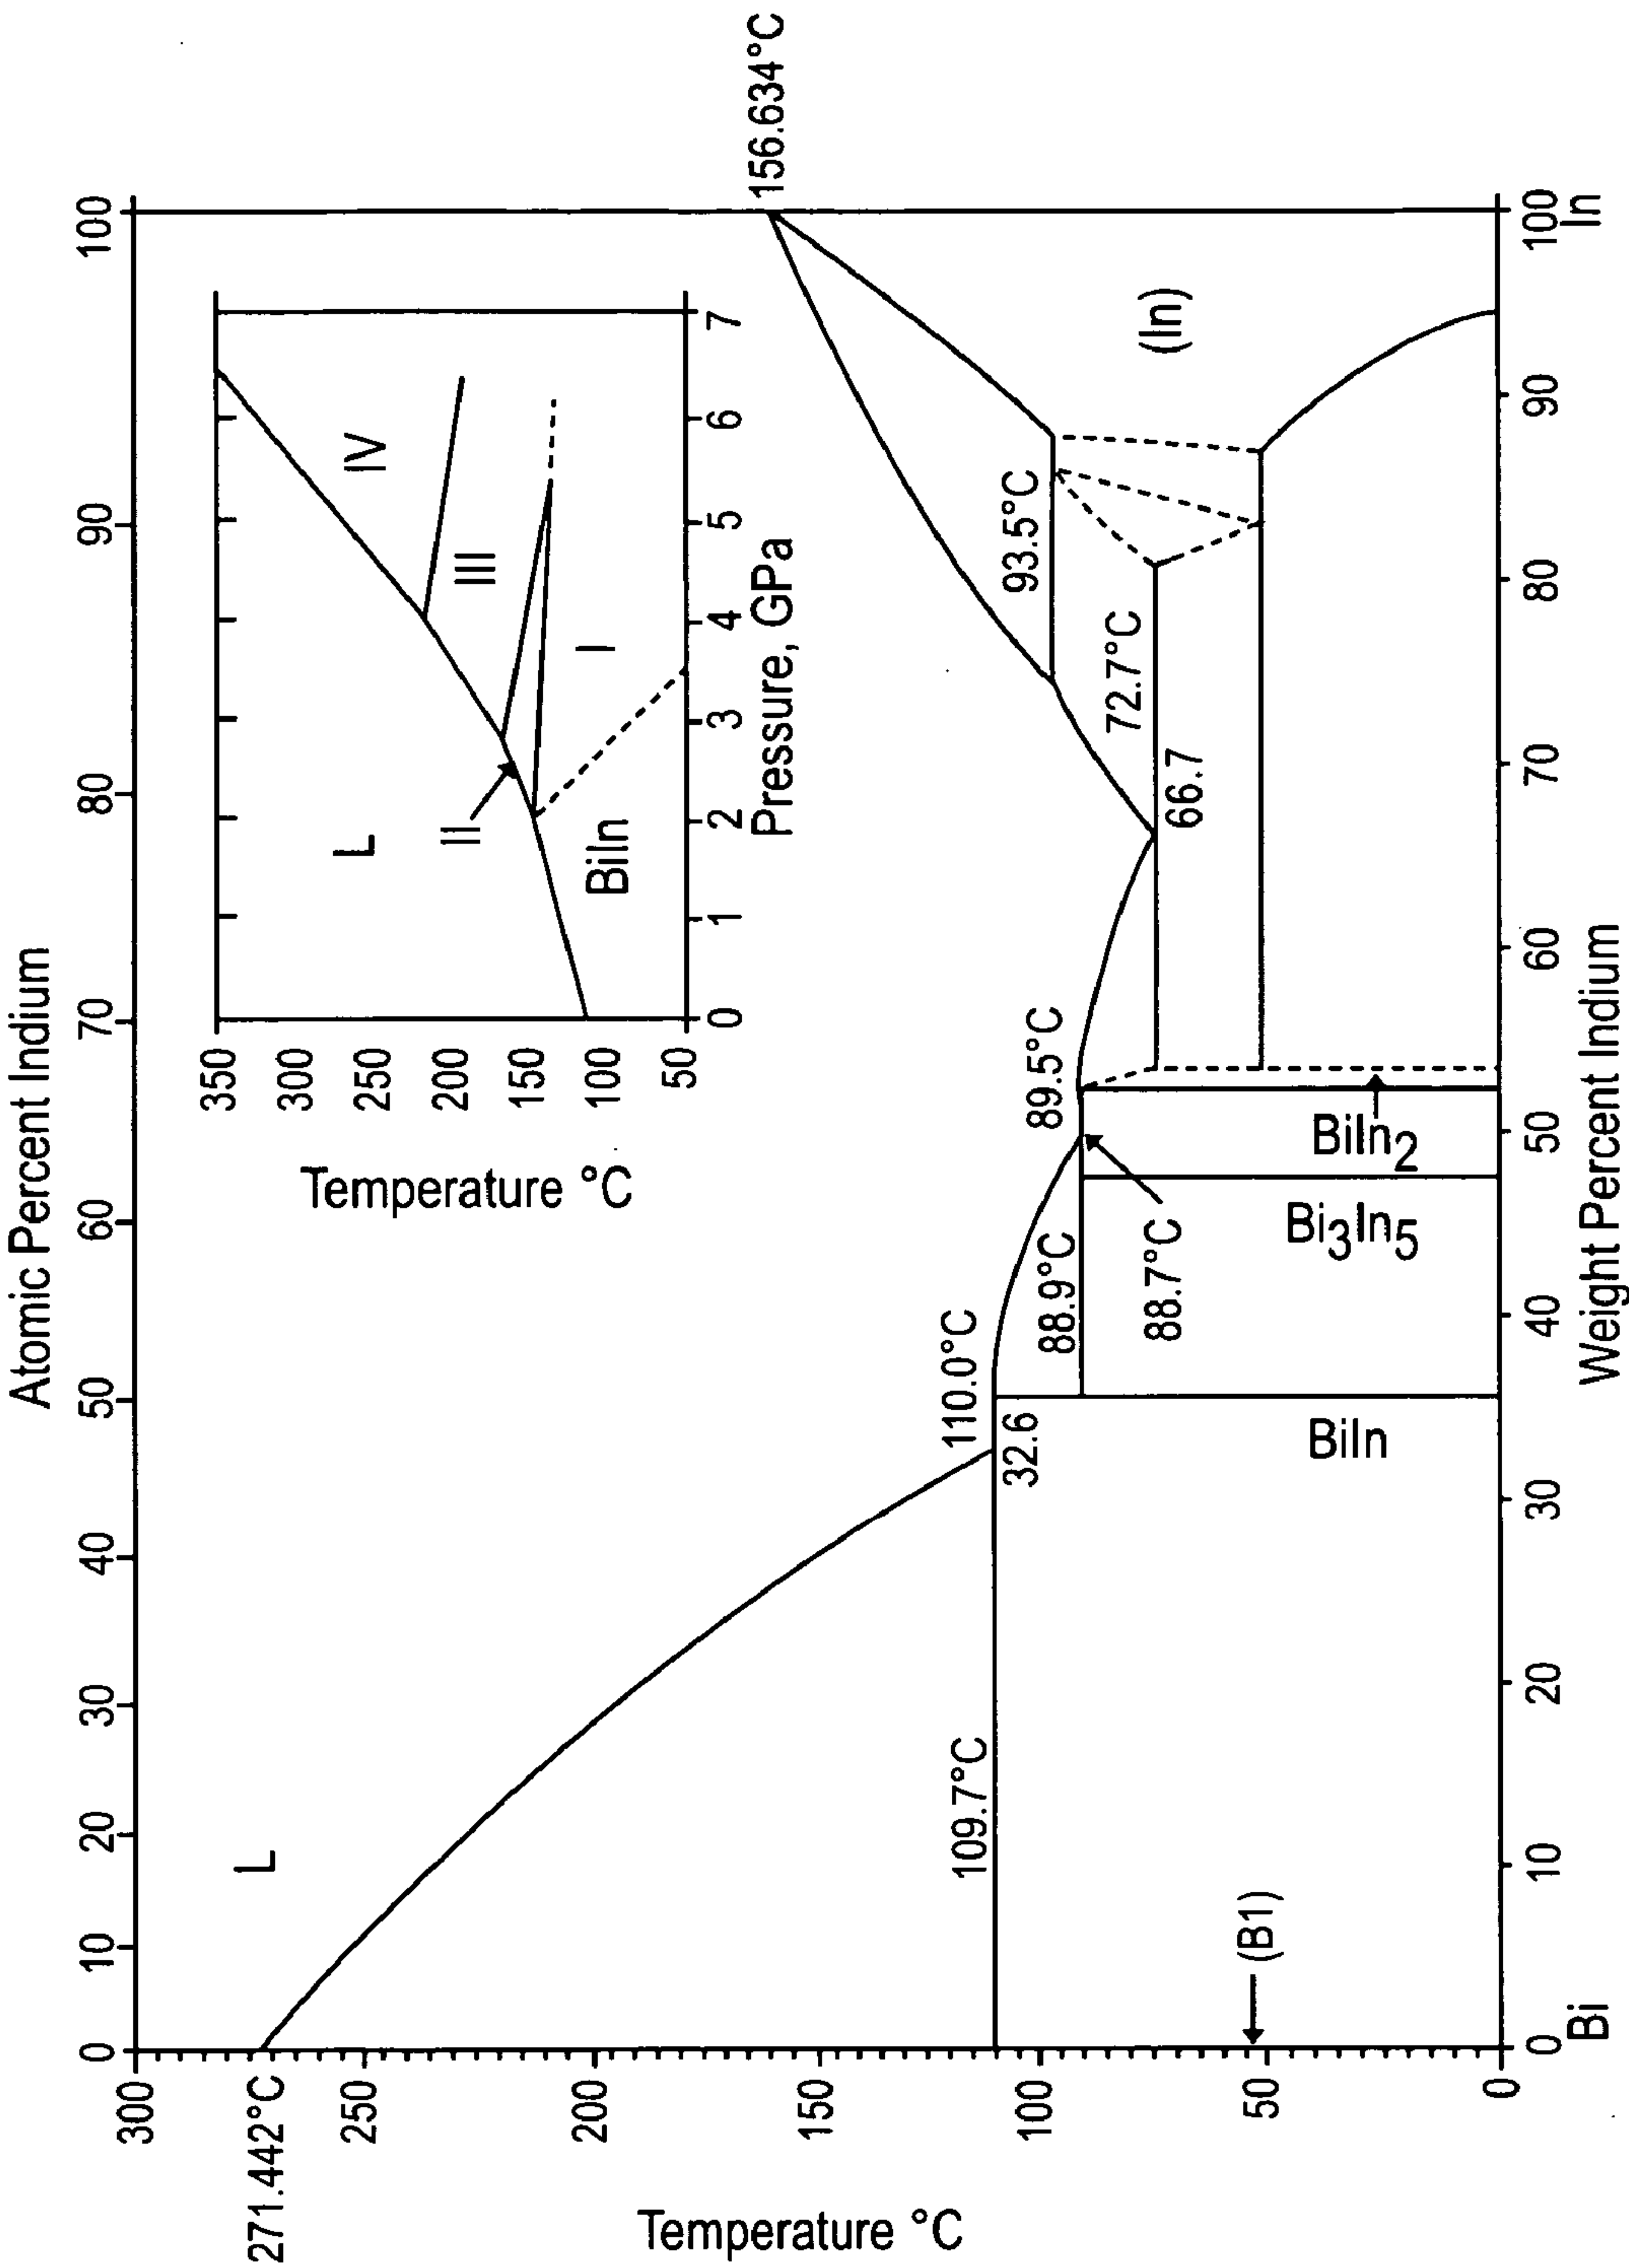 Atomic Percent Indium
0 10 20 30 40 50 60 70 80 90 100
271.442°C
300
250
200
150
100
50
0
Temperature °C
L
109.7°C
32.6
110.0°C
88.9°C
88.7°C
89.5°C
72.7°C
66.7
93.5°C
156.634°C
(In)
(B1)
BiIn
Bi3In5
BiIn2
0 10 20 30 40 50 60 70 80 90 100
Bi
In
Weight Percent Indium
Temperature °C
350
300
250
200
150
100
50
L
II
IV
III
I
BiIn
0 1 2 3 4 5 6 7
Pressure, GPa